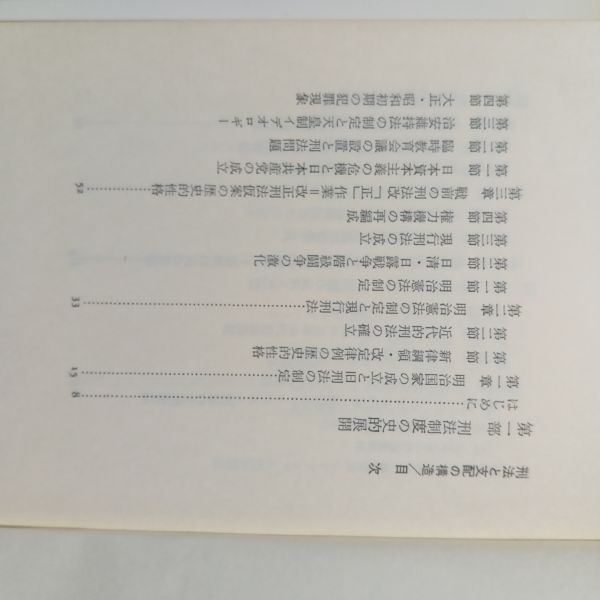 刑法と支配の構造／目　次
第一部　刑法制度の史的展開
はじめに……………………8
第一章　明治国家の成立と旧刑法の制定……………………15
第一節　新律綱領・改定律例の歴史的性格
第二節　近代的刑法の確立
第二章　明治憲法の制定と現行刑法……………………33
第一節　明治憲法の制定
第二節　日清・日露戦争と階級闘争の激化
第三節　現行刑法の成立
第四節　権力機構の再編成
第三章　戦前の刑法改「正」作業＝改正刑法仮案の歴史的性格……………………52
第一節　日本資本主義の危機と日本共産党の成立
第二節　臨時教育会議の設置と刑法問題
第三節　治安維持法の制定と天皇制イデオロギー
第四節　大正・昭和初期の犯罪現象